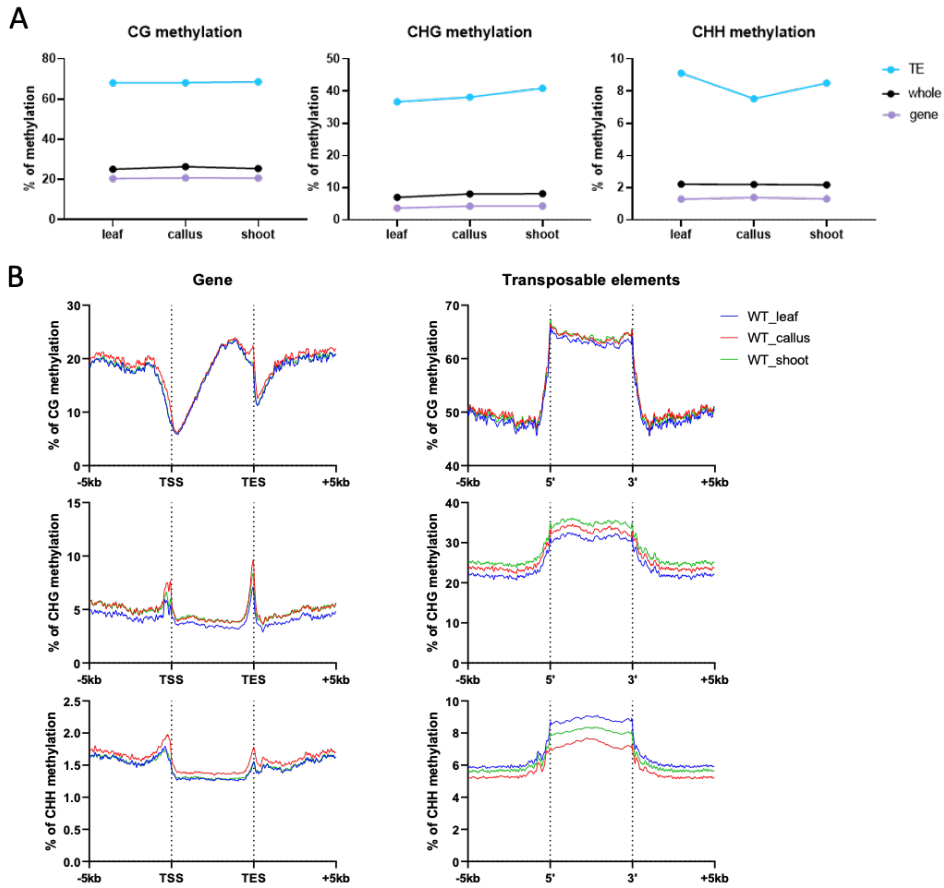 A
CG methylation
CHG methylation
CHH methylation
% of methylation
80
60
40
20
0
leaf callus shoot
% of methylation
50
40
30
20
10
0
leaf callus shoot
% of methylation
10
8
6
4
2
0
leaf callus shoot
TE
whole
gene
B
Gene
Transposable elements
% of CG methylation
30
20
10
0
-5kb TSS TES +5kb
% of CG methylation
70
60
50
40
-5kb 5' 3' +5kb
WT_leaf
WT_callus
WT_shoot
% of CHG methylation
15
10
5
0
-5kb TSS TES +5kb
% of CHG methylation
40
30
20
10
0
-5kb 5' 3' +5kb
% of CHH methylation
2.5
2.0
1.5
1.0
0.5
0.0
-5kb TSS TES +5kb
% of CHH methylation
10
8
6
4
2
0
-5kb 5' 3' +5kb